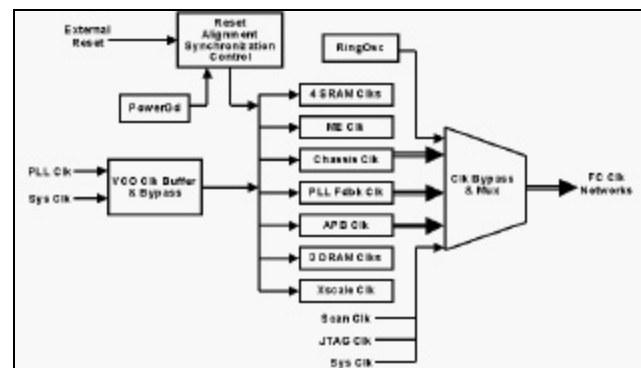 Reset
Alignment
Synchronization
Control
External
Reset
RingOsc
PowerGd
4 SRAM Clks
ME Clk
Chassis Clk
PLL Fdbk Clk
APB Clk
3 DRAM Clks
Xscale Clk
PLL Clk
Sys Clk
VCO Clk Buffer
& Bypass
Clk Bypass
& Mux
FC Clk
Networks
Scan Clk
JTAG Clk
Sys Clk